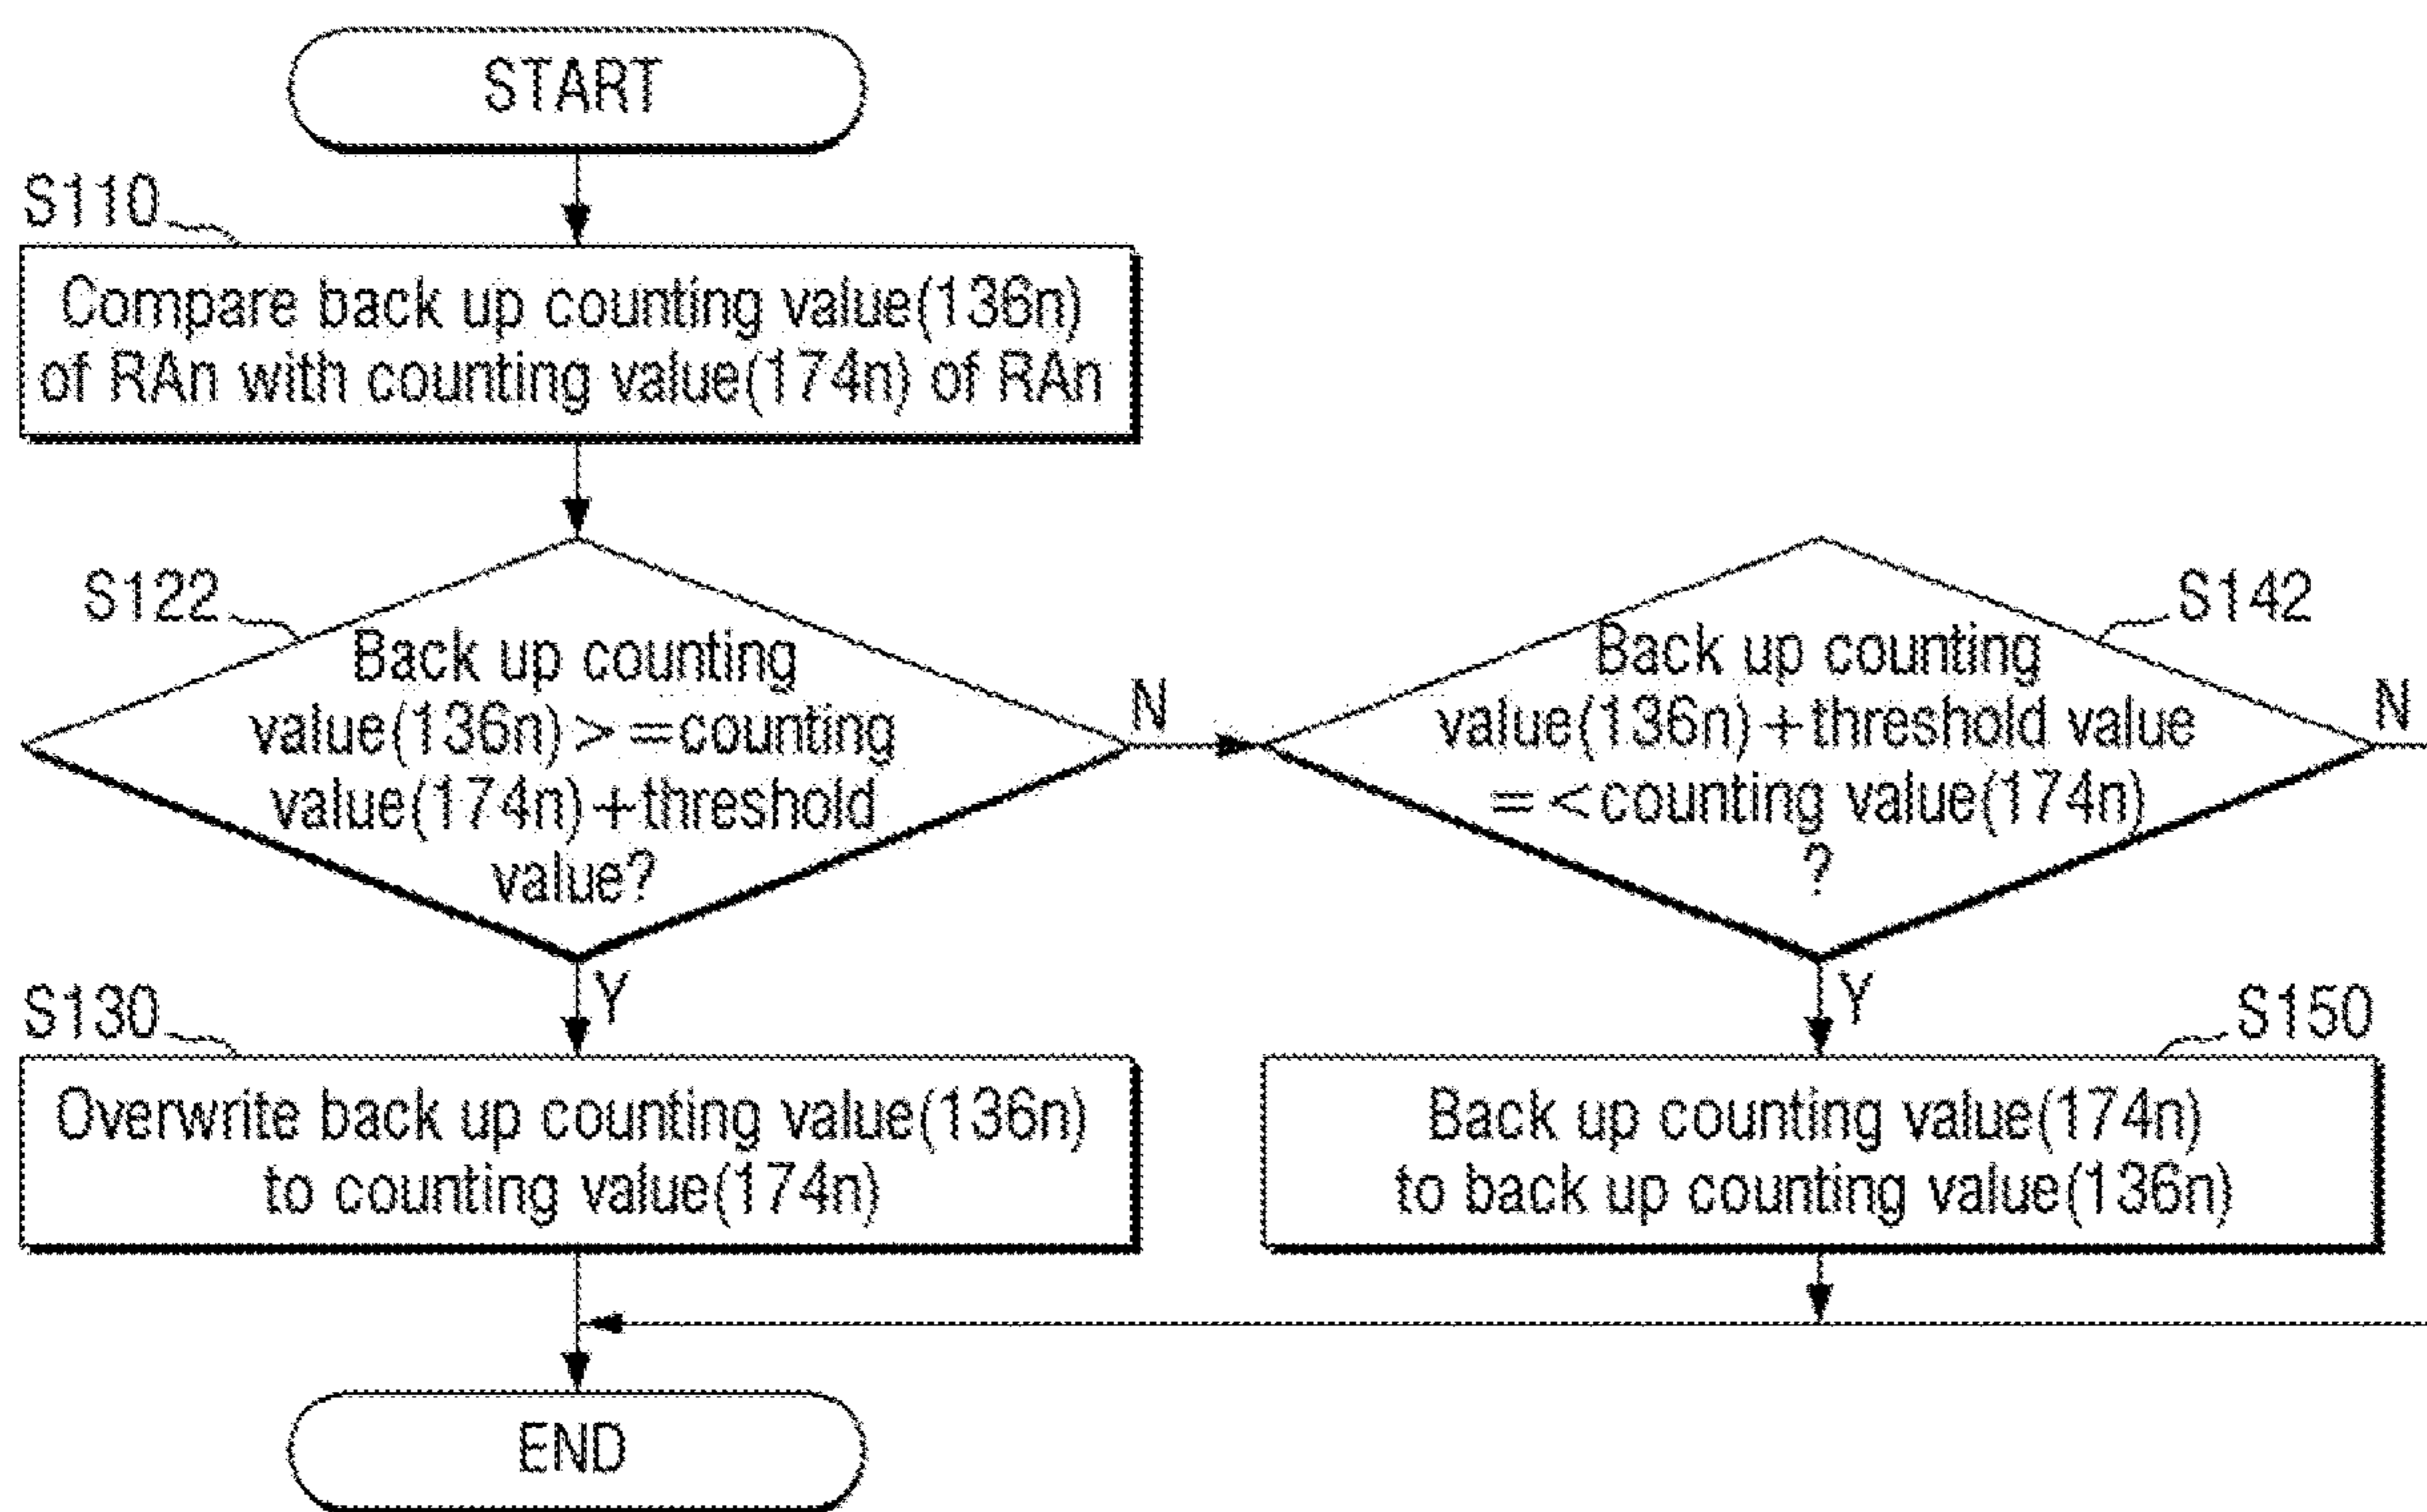 START
S110
Compare back up counting value(136n)
of RAn with counting value(174n) of RAn
S122
Back up counting
value(136n)>=counting
value(174n)+threshold
value?
N
S142
Back up counting
value(136n)+threshold value
=<counting value(174n)
?
N
Y
Y
S130
Overwrite back up counting value(136n)
to counting value(174n)
S150
Back up counting value(174n)
to back up counting value(136n)
END